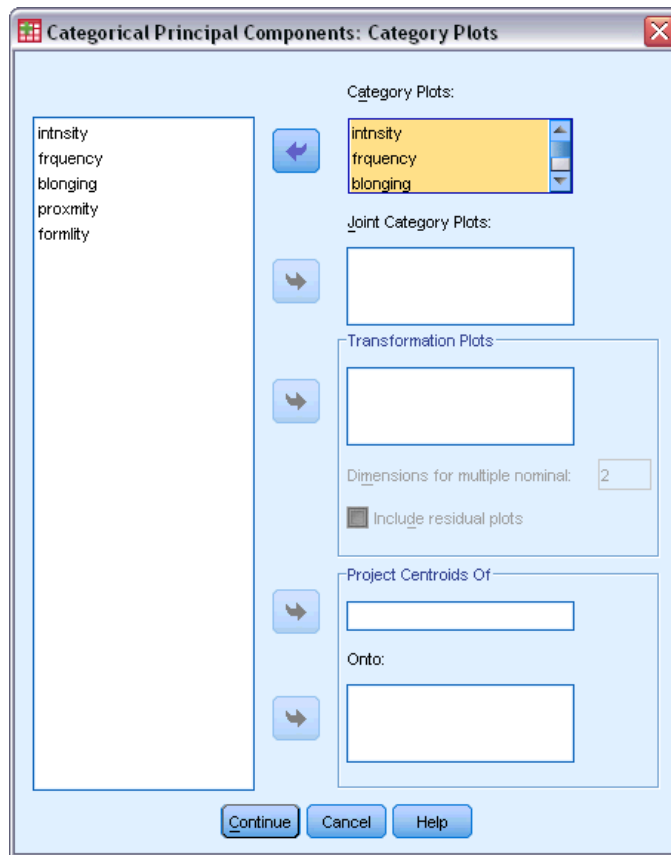 Categorical Principal Components: Category Plots
Category Plots:
intnsity
frquency
blonging
proxmity
formlity
intnsity
frquency
blonging
Joint Category Plots:
Transformation Plots
Dimensions for multiple nominal: 2
Include residual plots
Project Centroids Of
Onto:
Continue Cancel Help